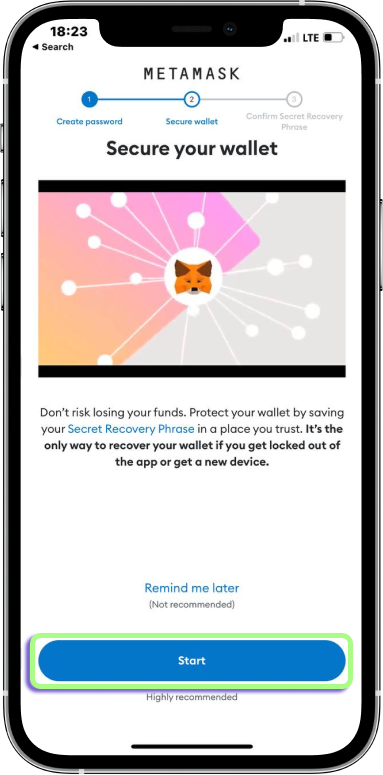 18:23
LTE
Search
METAMASK
1
2
3
Create password
Secure wallet
Confirm Secret Recovery
Phrase
Secure your wallet
Don't risk losing your funds. Protect your wallet by saving
your Secret Recovery Phrase in a place you trust. It's the
only way to recover your wallet if you get locked out of
the app or get a new device.
Remind me later
(Not recommended)
Start
Highly recommended